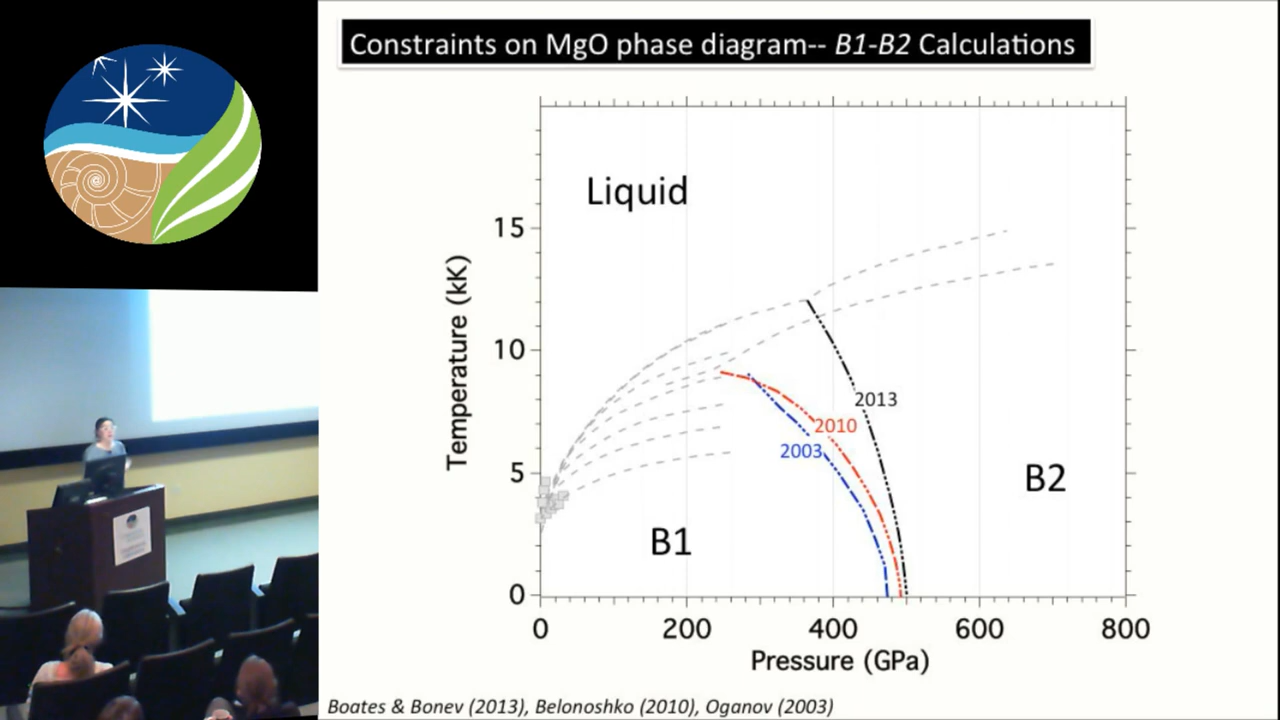 Constraints on MgO phase diagram-- B1-B2 Calculations
Liquid
15
10
5
0
Temperature (kK)
2013
2010
2003
B2
B1
0 200 400 600 800
Pressure (GPa)
Boates & Bonev (2013), Belonoshko (2010), Oganov (2003)